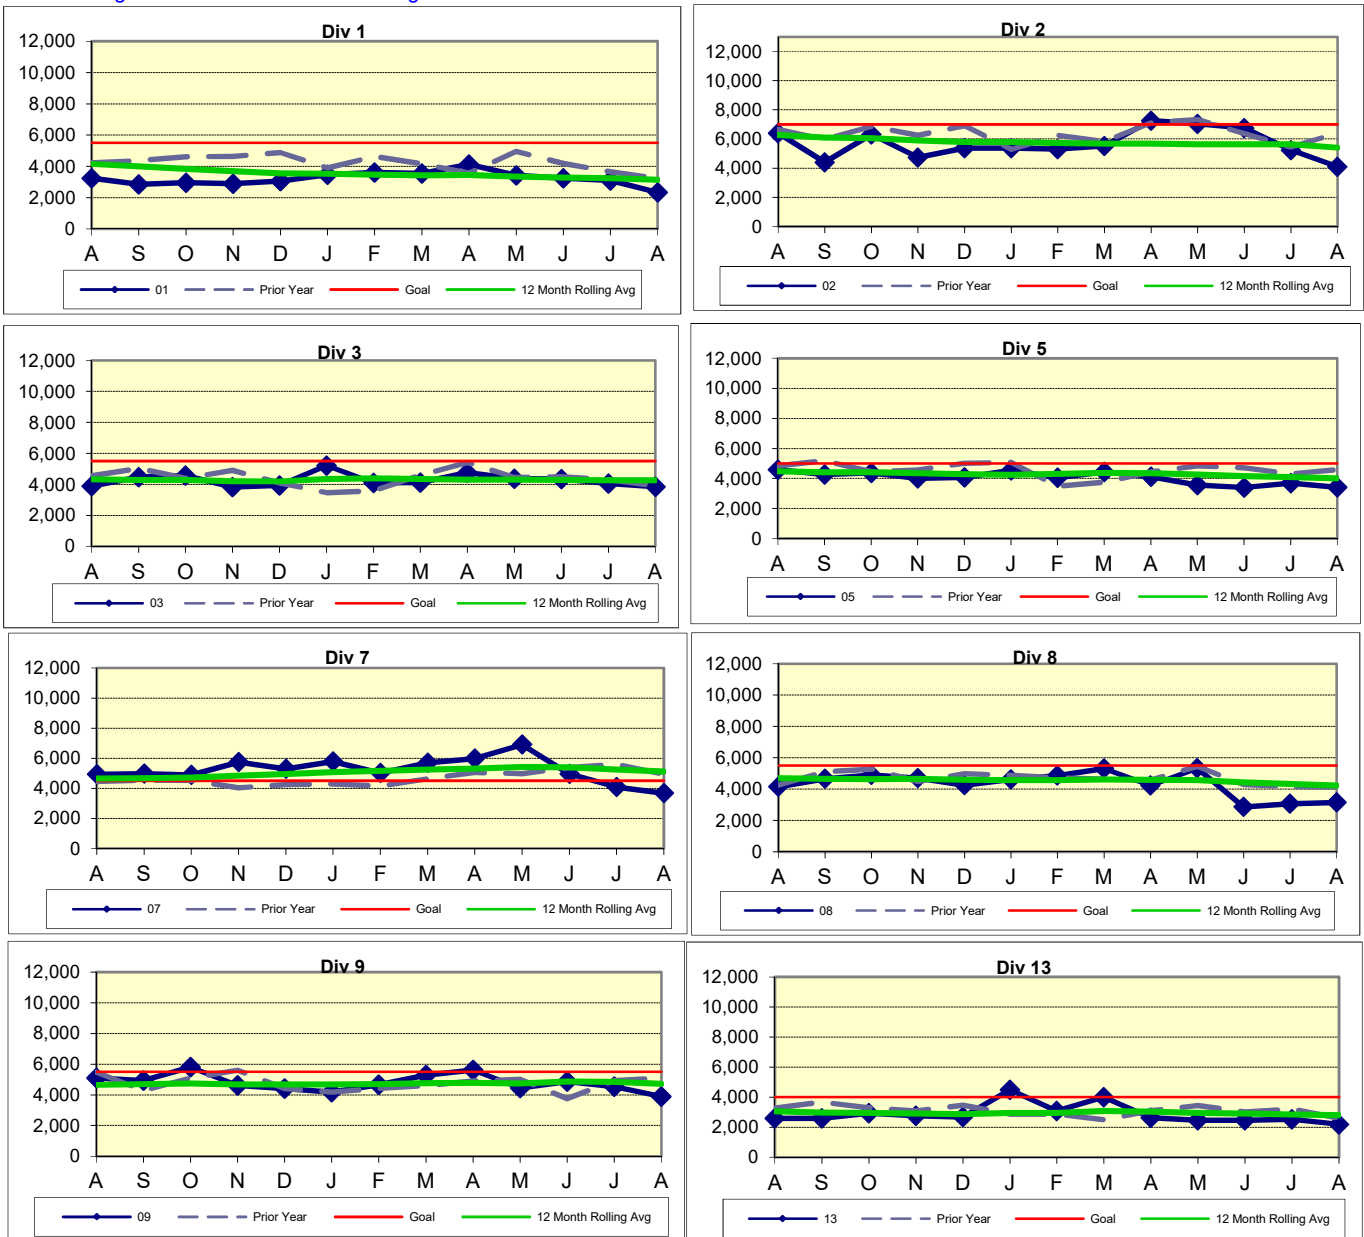 Div 1
12,000
10,000
8,000
6,000
4,000
2,000
0
A S O N D J F M A M J J A
01 Prior Year Goal 12 Month Rolling Avg
Div 2
12,000
10,000
8,000
6,000
4,000
2,000
0
A S O N D J F M A M J J A
02 Prior Year Goal 12 Month Rolling Avg
Div 3
12,000
10,000
8,000
6,000
4,000
2,000
0
A S O N D J F M A M J J A
03 Prior Year Goal 12 Month Rolling Avg
Div 5
12,000
10,000
8,000
6,000
4,000
2,000
0
A S O N D J F M A M J J A
05 Prior Year Goal 12 Month Rolling Avg
Div 7
12,000
10,000
8,000
6,000
4,000
2,000
0
A S O N D J F M A M J J A
07 Prior Year Goal 12 Month Rolling Avg
Div 8
12,000
10,000
8,000
6,000
4,000
2,000
0
A S O N D J F M A M J J A
08 Prior Year Goal 12 Month Rolling Avg
Div 9
12,000
10,000
8,000
6,000
4,000
2,000
0
A S O N D J F M A M J J A
09 Prior Year Goal 12 Month Rolling Avg
Div 13
12,000
10,000
8,000
6,000
4,000
2,000
0
A S O N D J F M A M J J A
13 Prior Year Goal 12 Month Rolling Avg